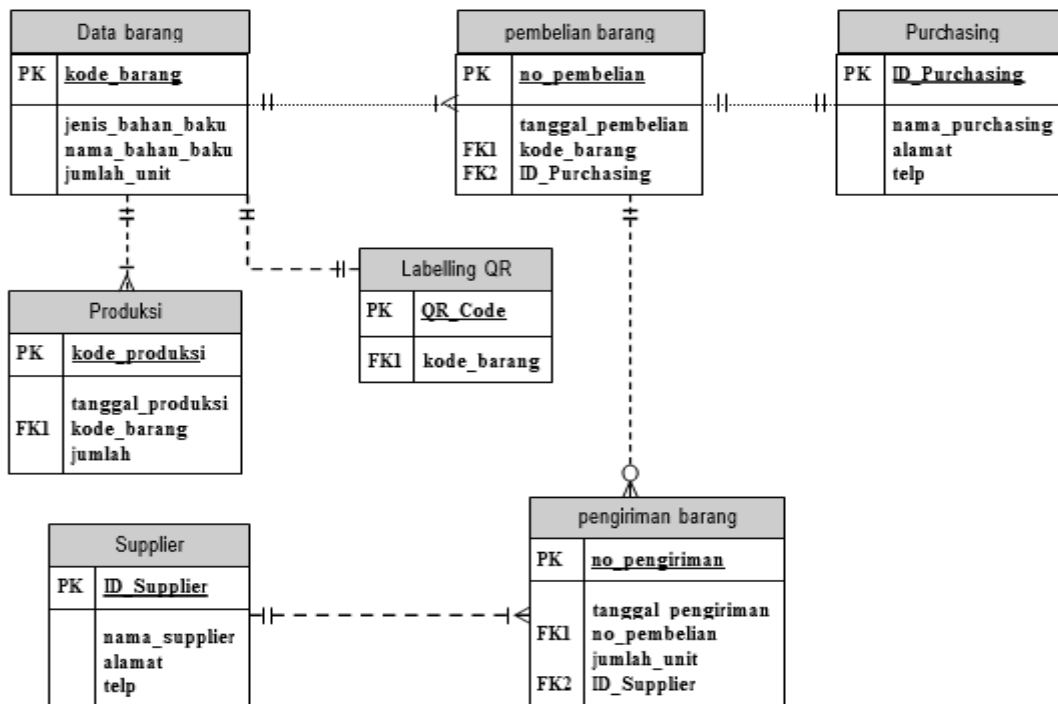 Data barang
PK kode_barang
jenis_bahan_baku
nama_bahan_baku
jumlah_unit
pembelian barang
PK no_pembelian
tanggal_pembelian
FK1 kode_barang
FK2 ID_Purchasing
Purchasing
PK ID_Purchasing
nama_purchasing
alamat
telp
Labelling QR
PK QR_Code
FK1 kode_barang
Produksi
PK kode_produksi
tanggal_produksi
FK1 kode_barang
jumlah
Supplier
PK ID_Supplier
nama_supplier
alamat
telp
pengiriman barang
PK no_pengiriman
tanggal pengiriman
FK1 no_pembelian
jumlah_unit
FK2 ID_Supplier